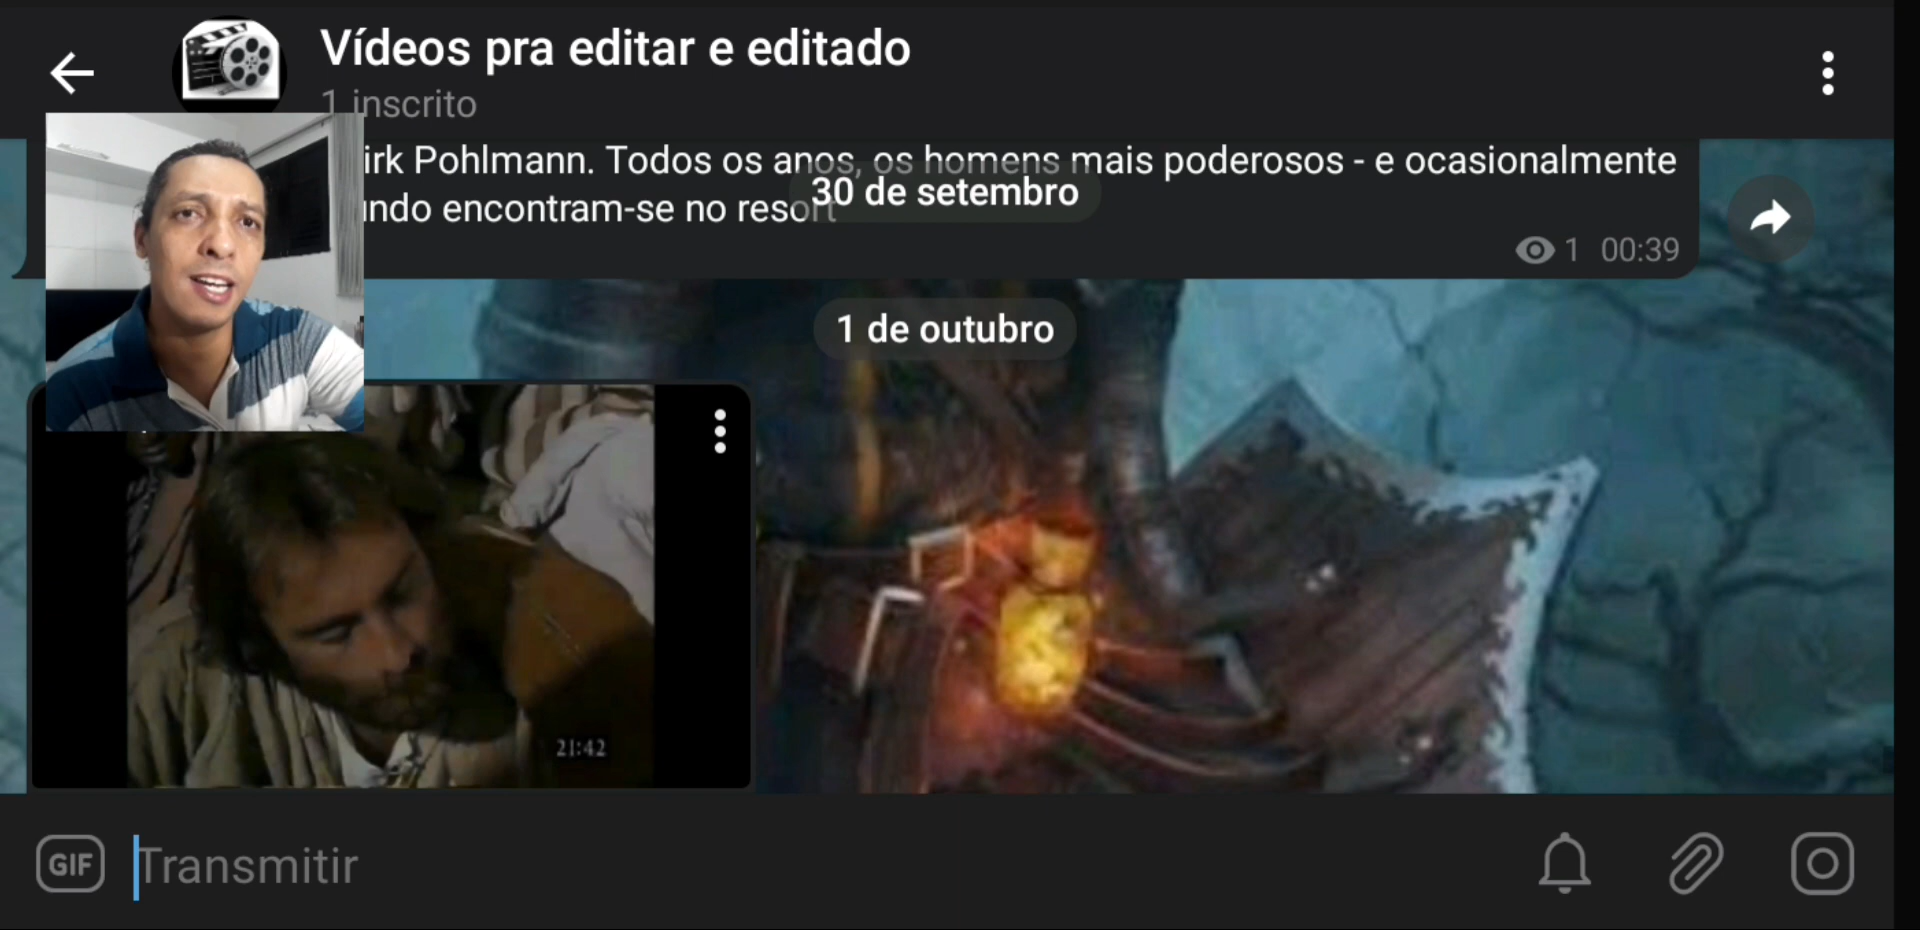 Vídeos pra editar e editado
1 inscrito
irk Pohlmann. Todos os anos, os homens mais poderosos - e ocasionalmente
undo encontram-se no resort
30 de setembro
1 00:39
1 de outubro
21:42
GIF Transmitir